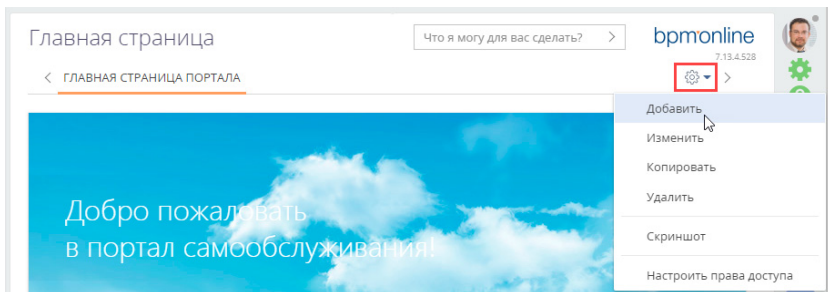 Главная страница
Что я могу для вас сделать?
bpm'online
7.13.4.528
ГЛАВНАЯ СТРАНИЦА ПОРТАЛА
Добавить
Изменить
Копировать
Удалить
Скриншот
Настроить права доступа
Добро пожаловать
в портал самообслуживания!